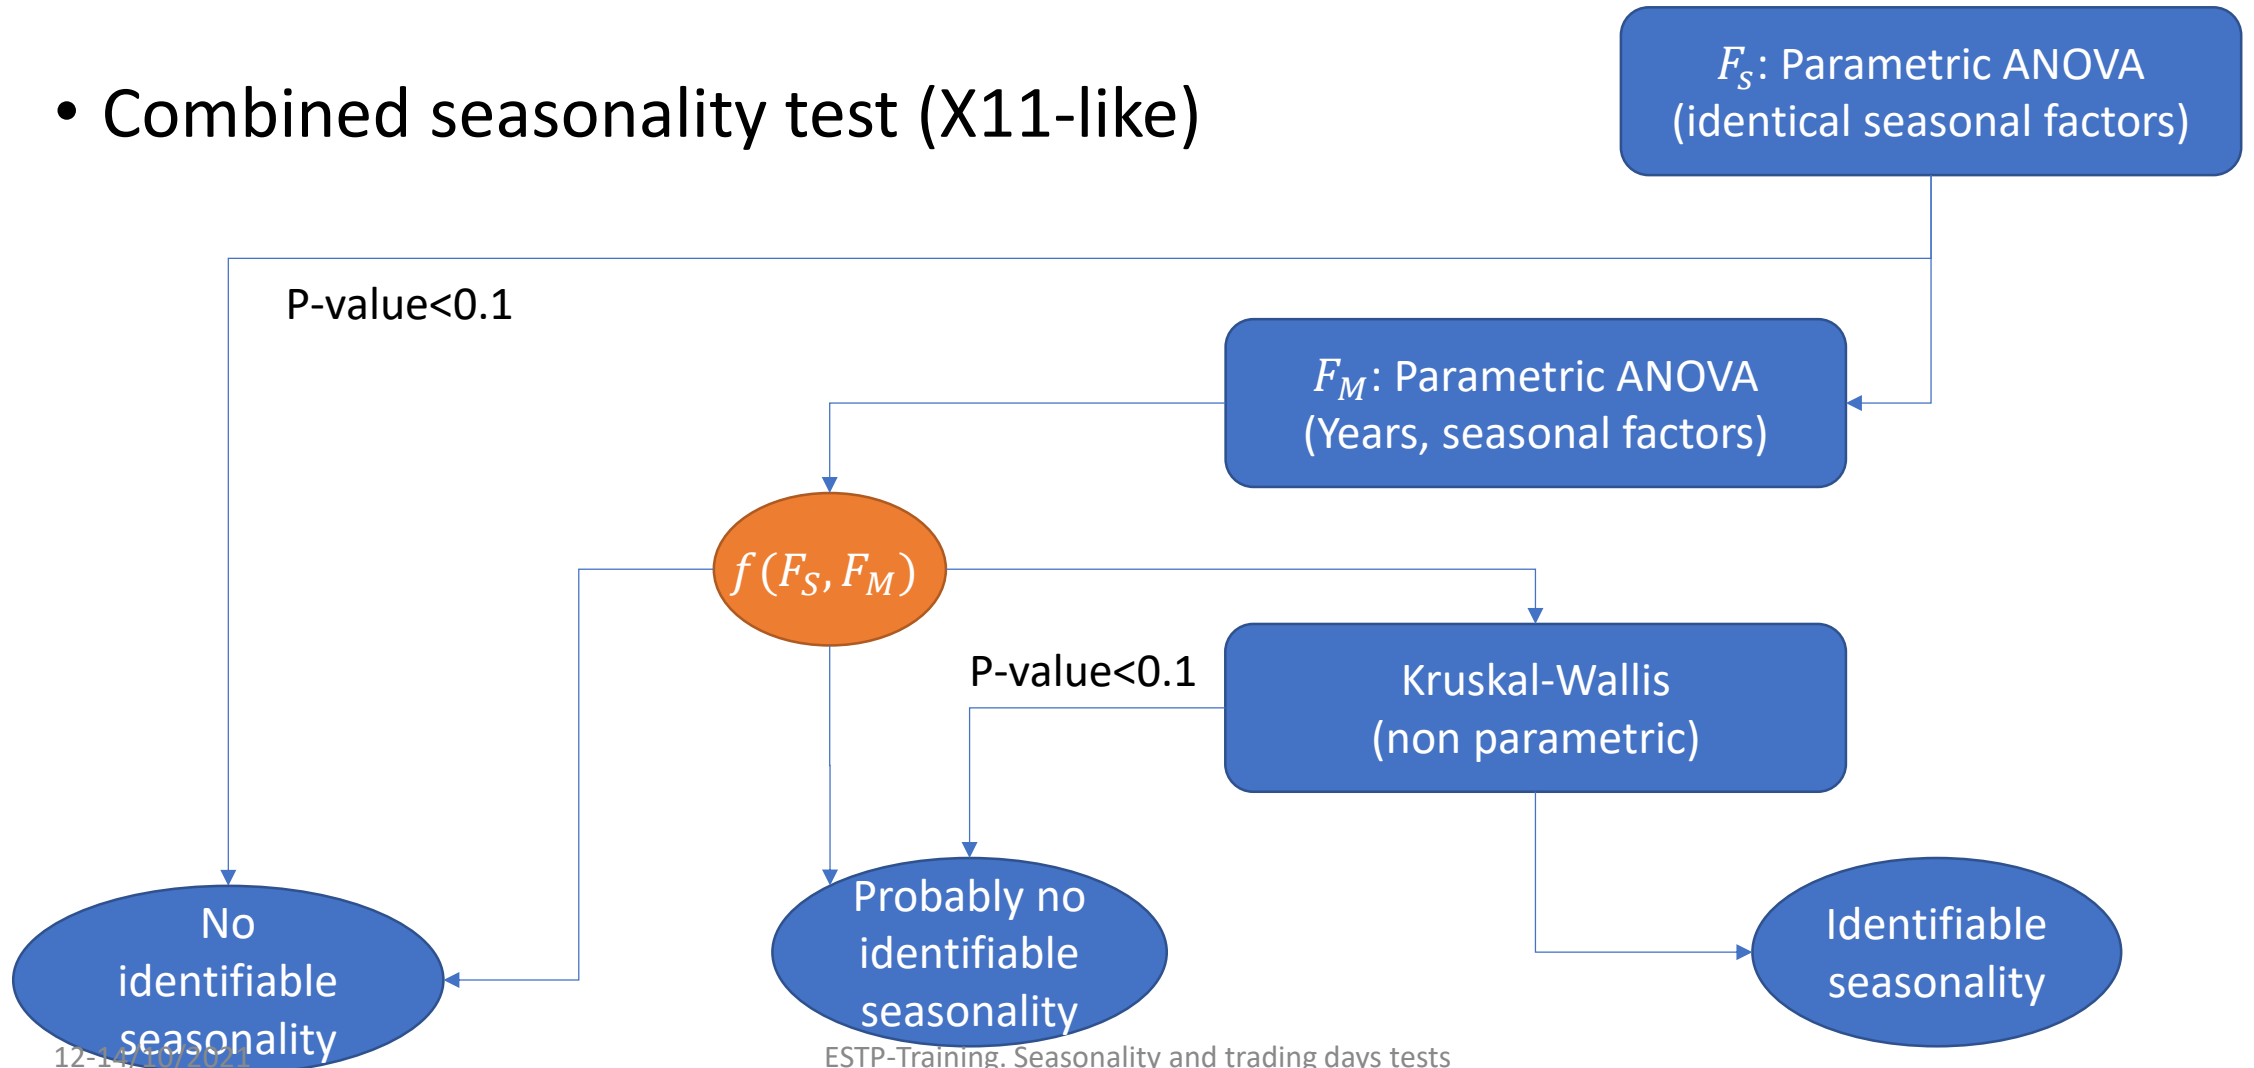 • Combined seasonality test (X11-like)
F_s: Parametric ANOVA
(identical seasonal factors)
P-value<0.1
F_M: Parametric ANOVA
(Years, seasonal factors)
f(F_S, F_M)
P-value<0.1
Kruskal-Wallis
(non parametric)
No
identifiable
seasonality
Probably no
identifiable
seasonality
Identifiable
seasonality
12-14/10/2021
ESTP-Training. Seasonality and trading days tests